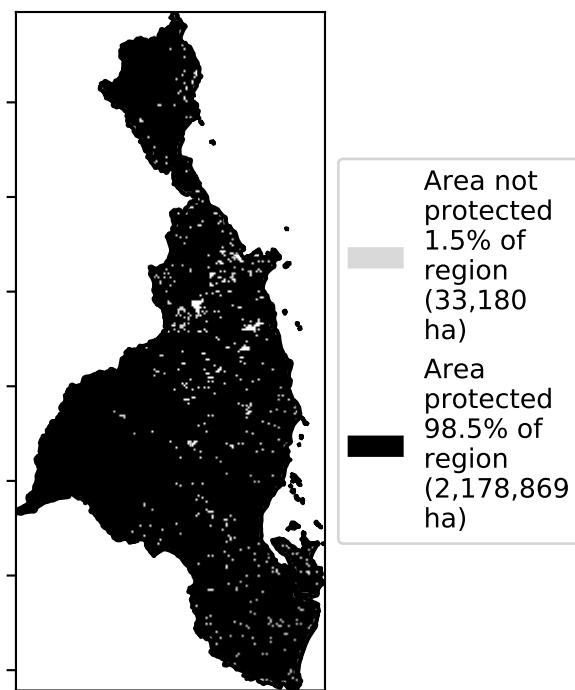 Area not
protected
1.5% of
region
(33,180
ha)
Area
protected
98.5% of
region
(2,178,869
ha)